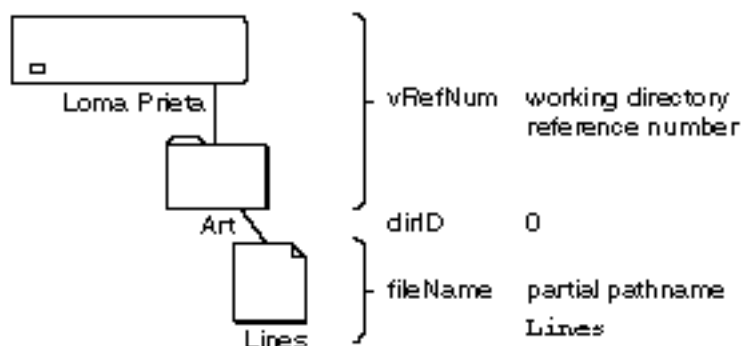 Loma Prieta
vRefNum working directory
reference number
Art
dirID 0
fileName partial pathname
Lines
Lines